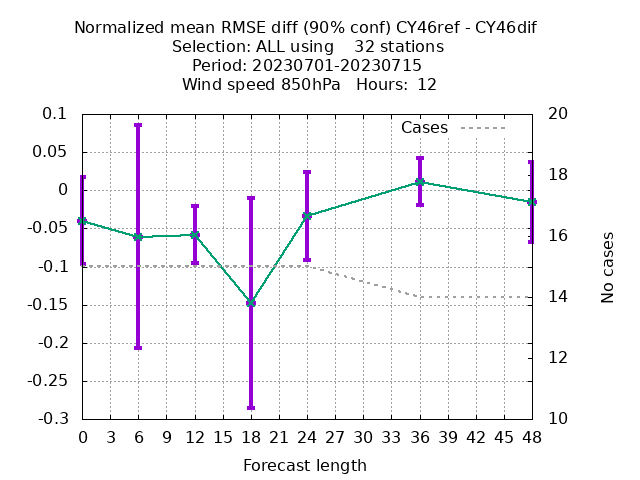 Normalized mean RMSE diff (90% conf) CY46ref - CY46dif
Selection: ALL using    32 stations
Period: 20230701-20230715
Wind speed 850hPa   Hours:  12
Cases
0.1
0.05
0
-0.05
-0.1
-0.15
-0.2
-0.25
-0.3
20
18
16
14
12
10
No cases
0 3 6 9 12 15 18 21 24 27 30 33 36 39 42 45 48
Forecast length